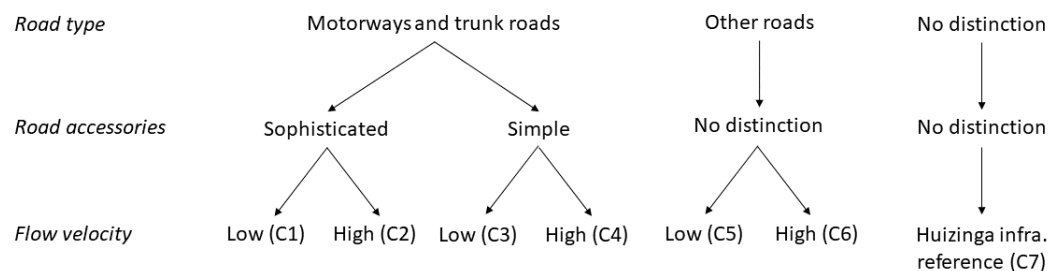 Road type Motorways and trunk roads Other roads No distinction
Road accessories Sophisticated Simple No distinction No distinction
Flow velocity Low (C1) High (C2) Low (C3) High (C4) Low (C5) High (C6) Huizinga infra.
reference (C7)